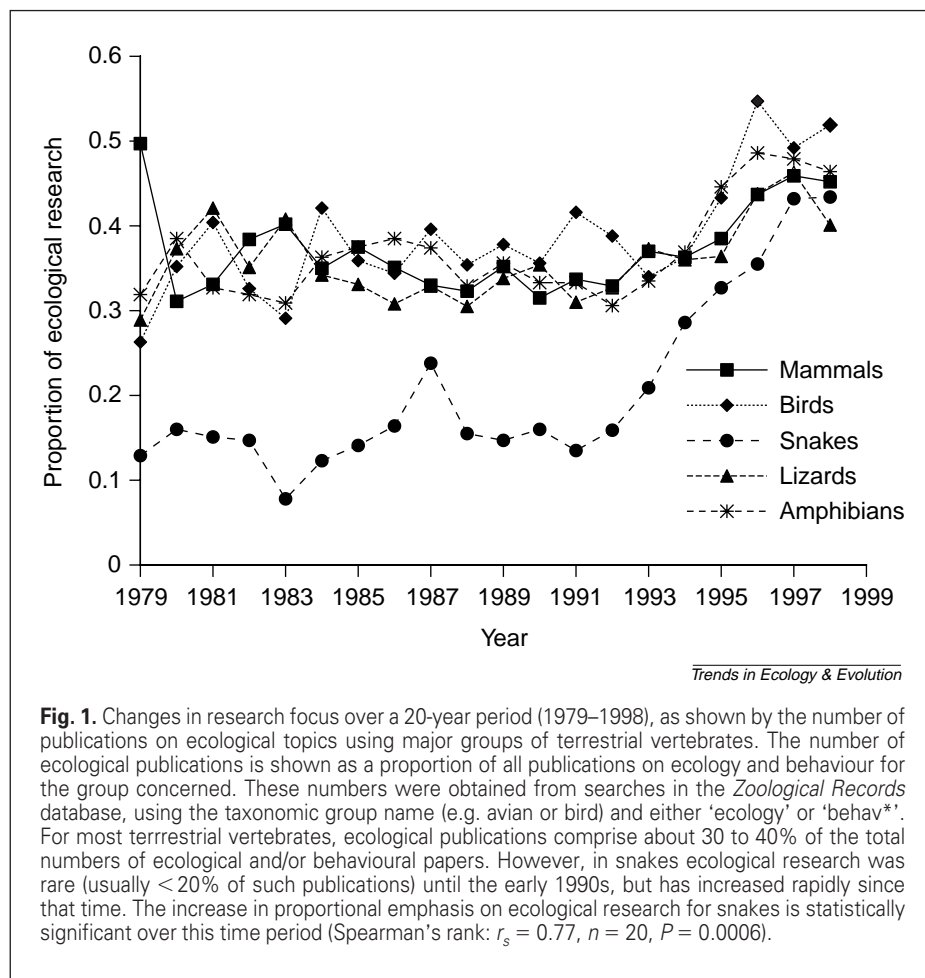 0.6
0.5
0.4
0.3
0.2
0.1
0
Proportion of ecological research
Mammals
Birds
Snakes
Lizards
Amphibians
1979 1981 1983 1985 1987 1989 1991 1993 1995 1997 1999
Year
Trends in Ecology & Evolution
Fig. 1. Changes in research focus over a 20-year period (1979–1998), as shown by the number of
publications on ecological topics using major groups of terrestrial vertebrates. The number of
ecological publications is shown as a proportion of all publications on ecology and behaviour for
the group concerned. These numbers were obtained from searches in the Zoological Records
database, using the taxonomic group name (e.g. avian or bird) and either ‘ecology’ or ‘behav*’.
For most terrrestrial vertebrates, ecological publications comprise about 30 to 40% of the total
numbers of ecological and/or behavioural papers. However, in snakes ecological research was
rare (usually <20% of such publications) until the early 1990s, but has increased rapidly since
that time. The increase in proportional emphasis on ecological research for snakes is statistically
significant over this time period (Spearman’s rank: rs = 0.77, n = 20, P = 0.0006).